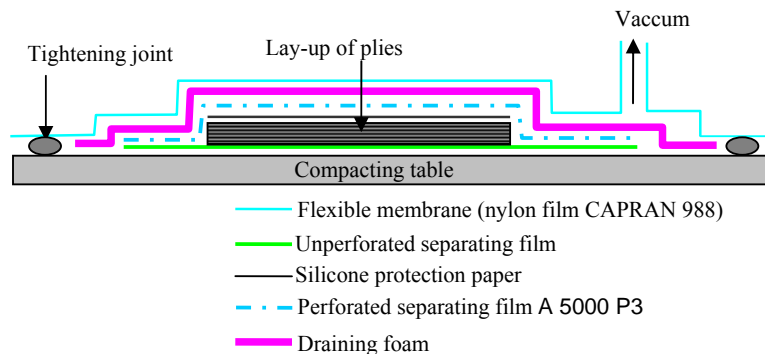 Vaccum
Tightening joint
Lay-up of plies
Compacting table
Flexible membrane (nylon film CAPRAN 988)
Unperforated separating film
Silicone protection paper
Perforated separating film A 5000 P3
Draining foam